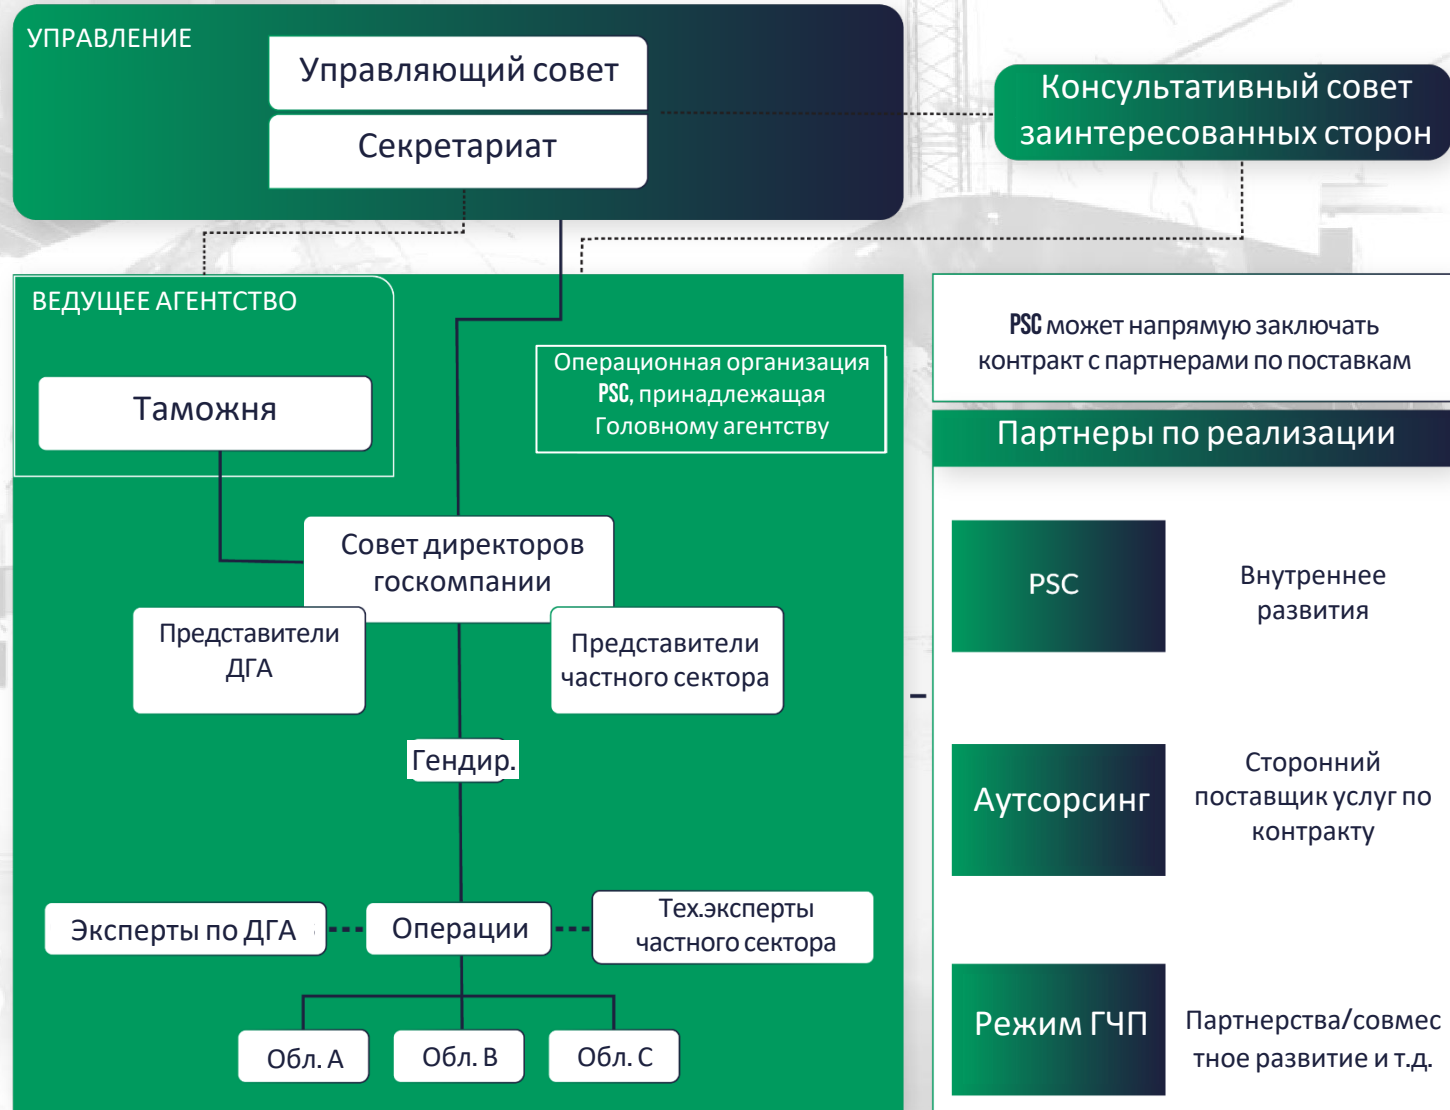 УПРАВЛЕНИЕ
Управляющий совет
Секретариат
Консультативный совет
заинтересованных сторон
ВЕДУЩЕЕ АГЕНТСТВО
Таможня
Операционная организация
PSC, принадлежащая
Головному агентству
Совет директоров
госкомпании
Представители
ДГА
Представители
частного сектора
Гендир.
Эксперты по ДГА
Операции
Тех.эксперты
частного сектора
Обл. А
Обл. В
Обл. С
PSC может напрямую заключать
контракт с партнерами по поставкам
Партнеры по реализации
PSC
Внутреннее
развития
Аутсорсинг
Сторонний
поставщик услуг по
контракту
Режим ГЧП
Партнерства/совмес
тное развитие и т.д.